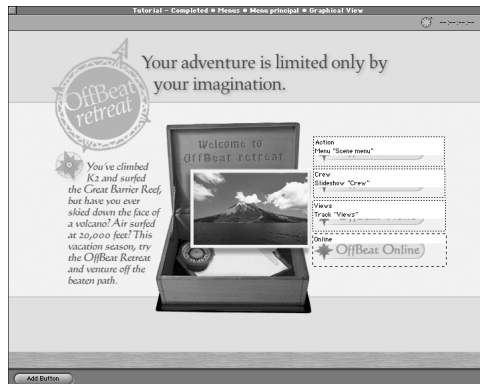 Tutorial - Completed • Menus • Menu principal • Graphical View
--:--:--:--
Your adventure is limited only by
your imagination.
OffBeat
retreat
Welcome to
OffBeat retreat
You've climbed
K2 and surfed
the Great Barrier Reef,
but have you ever
skied down the face of
a volcano? Air surfed
at 20,000 feet? This
vacation season, try
the OffBeat Retreat
and venture off the
beaten path.
Action
Menu "Scene menu"
Crew
Slideshow "Crew"
Views
Track "Views"
Online
OffBeat Online
Add Button